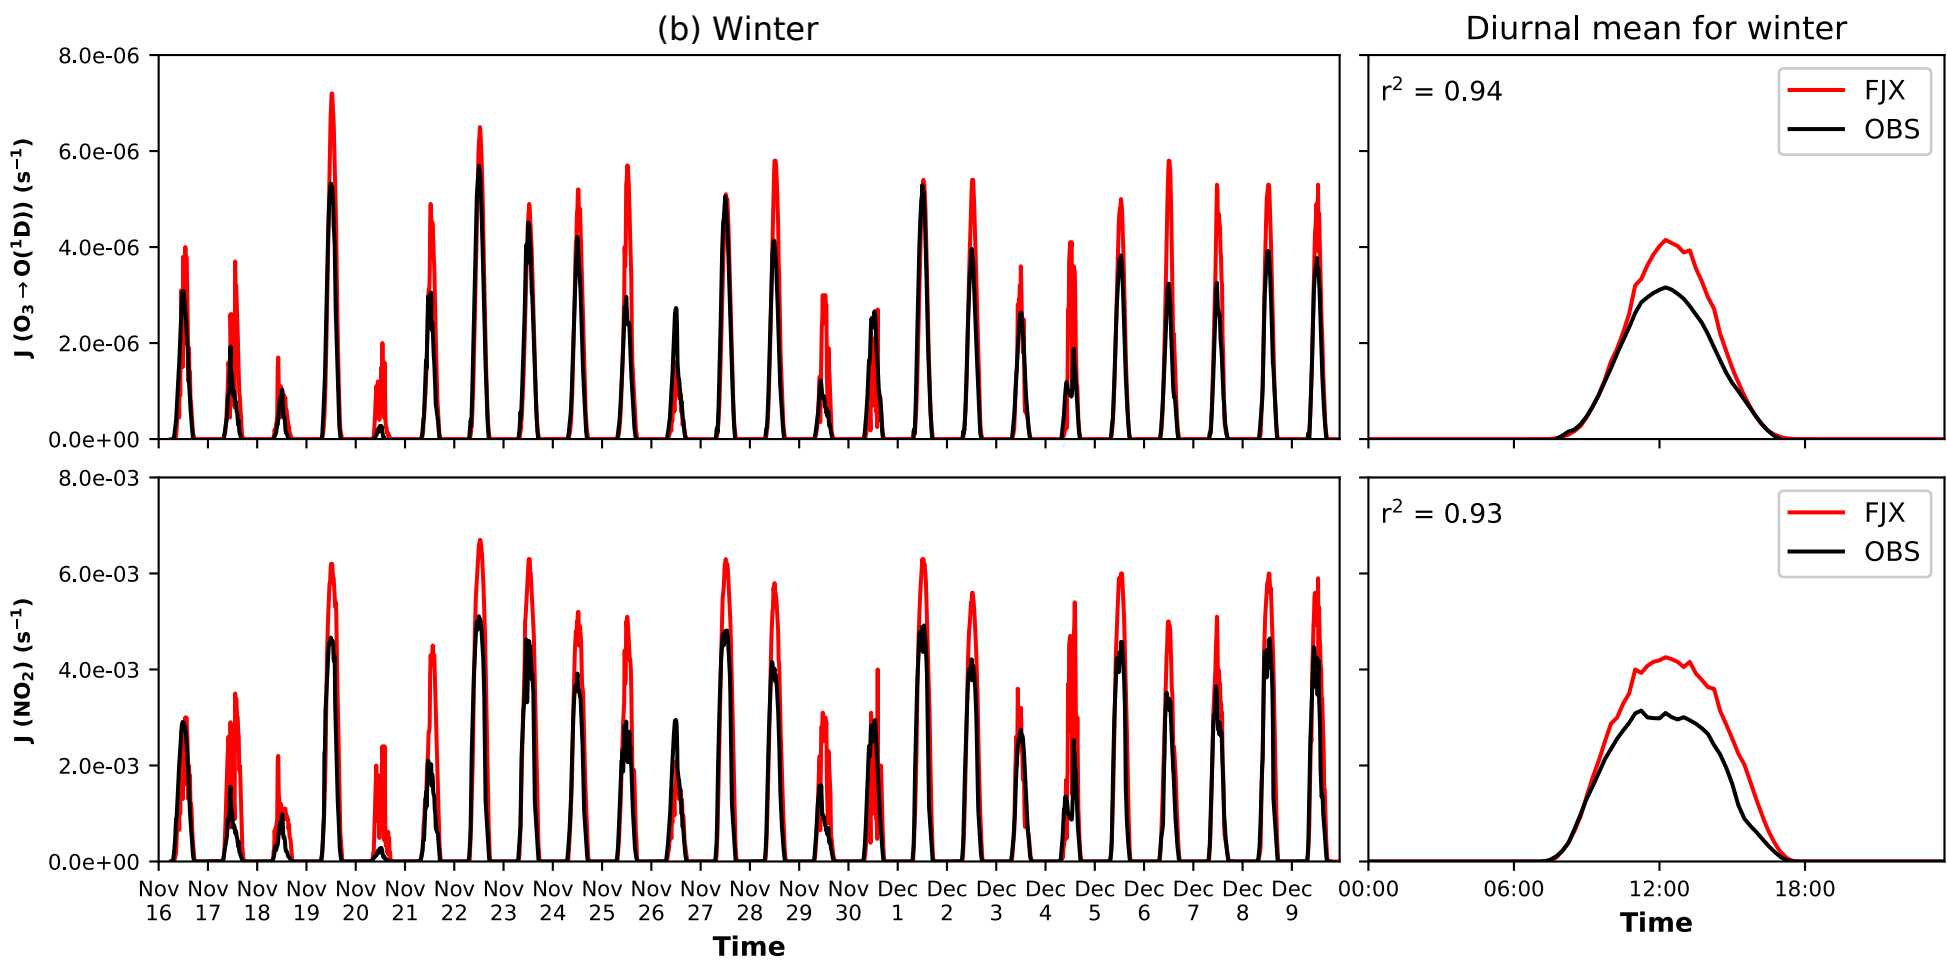 (b) Winter
Diurnal mean for winter
J (O₃ → O(¹D)) (s⁻¹)
8.0e-06
6.0e-06
4.0e-06
2.0e-06
0.0e+00
r² = 0.94
FJX
OBS
J (NO₂) (s⁻¹)
8.0e-03
6.0e-03
4.0e-03
2.0e-03
0.0e+00
r² = 0.93
FJX
OBS
Nov Nov Nov Nov Nov Nov Nov Nov Nov Nov Nov Nov Nov Nov Nov Dec Dec Dec Dec Dec Dec Dec Dec Dec
16 17 18 19 20 21 22 23 24 25 26 27 28 29 30 1 2 3 4 5 6 7 8 9
Time
00:00 06:00 12:00 18:00
Time